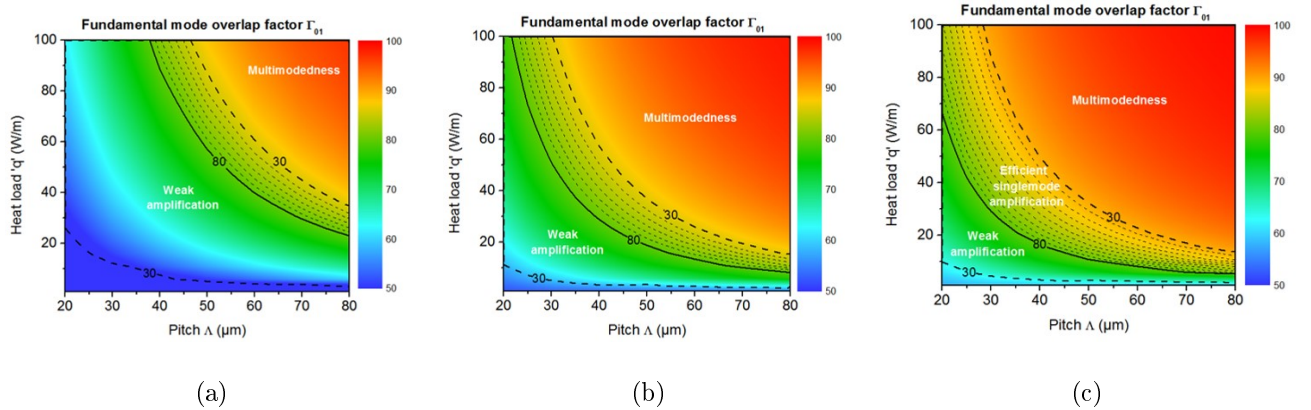 Fundamental mode overlap factor Γ01
Heat load 'q' (W/m)
100
80
60
40
20
20 30 40 50 60 70 80
Pitch Λ (µm)
Multimodedness
Weak
amplification
80
30
30
100
90
80
70
60
50
(a)
Fundamental mode overlap factor Γ01
Heat load 'q' (W/m)
100
80
60
40
20
20 30 40 50 60 70 80
Pitch Λ (µm)
Multimodedness
Weak
amplification
80
30
30
100
90
80
70
60
50
(b)
Fundamental mode overlap factor Γ01
Heat load 'q' (W/m)
100
80
60
40
20
20 30 40 50 60 70 80
Pitch Λ (µm)
Multimodedness
Efficient
singlemode
amplification
Weak
amplification
80
30
30
100
90
80
70
60
50
(c)